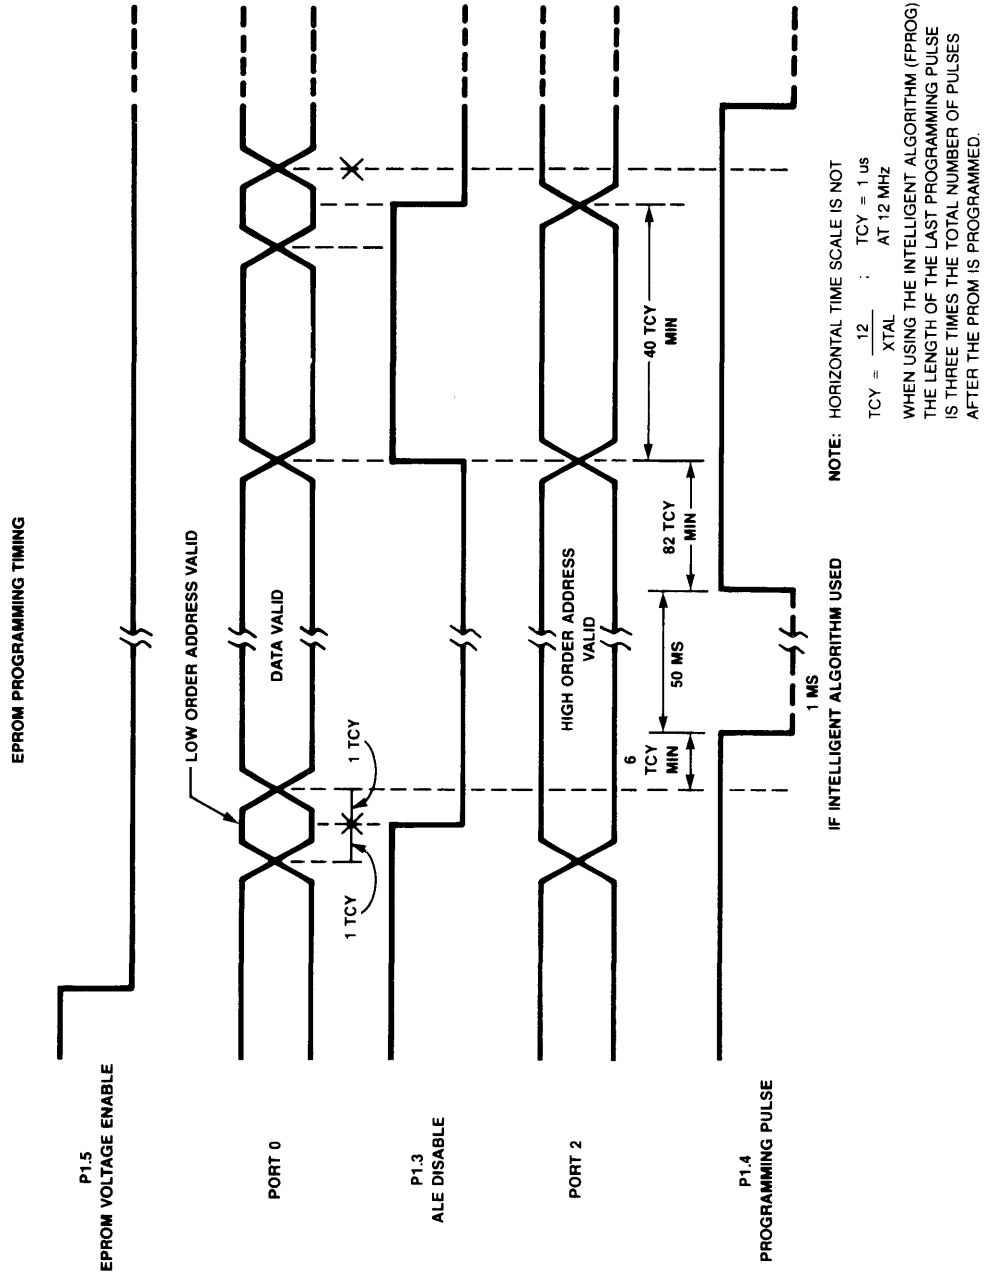 EPROM PROGRAMMING TIMING
P1.5
EPROM VOLTAGE ENABLE
LOW ORDER ADDRESS VALID
PORT 0
DATA VALID
1 TCY
1 TCY
P1.3
ALE DISABLE
PORT 2
HIGH ORDER ADDRESS
VALID
6
TCY
MIN
50 MS
82 TCY
MIN
40 TCY
MIN
P1.4
PROGRAMMING PULSE
1 MS
IF INTELLIGENT ALGORITHM USED
NOTE: HORIZONTAL TIME SCALE IS NOT
TCY = 12 / XTAL ; TCY = 1 us
AT 12 MHz
WHEN USING THE INTELLIGENT ALGORITHM (FPROG)
THE LENGTH OF THE LAST PROGRAMMING PULSE
IS THREE TIMES THE TOTAL NUMBER OF PULSES
AFTER THE PROM IS PROGRAMMED.